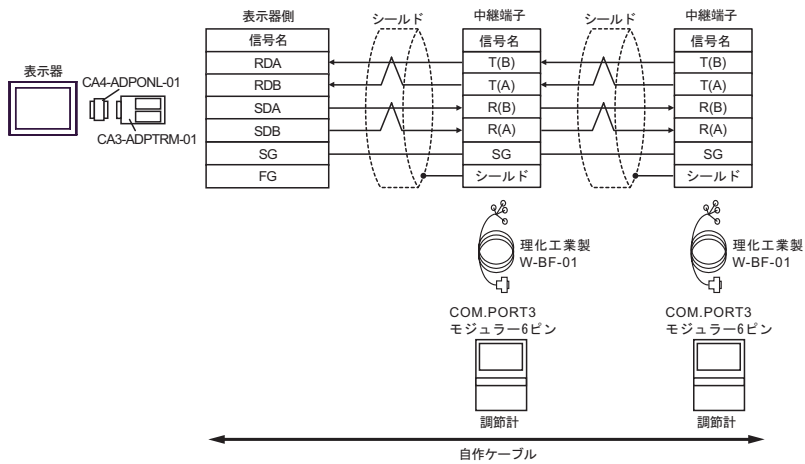 表示器側 シールド 中継端子 シールド 中継端子
信号名 信号名 信号名
RDA T(B) T(B)
RDB T(A) T(A)
SDA R(B) R(B)
SDB R(A) R(A)
SG SG SG
FG シールド シールド
表示器
CA4-ADPONL-01
CA3-ADPTRM-01
理化工業製
W-BF-01
理化工業製
W-BF-01
COM.PORT3
モジュラー6ピン
COM.PORT3
モジュラー6ピン
調節計 調節計
自作ケーブル